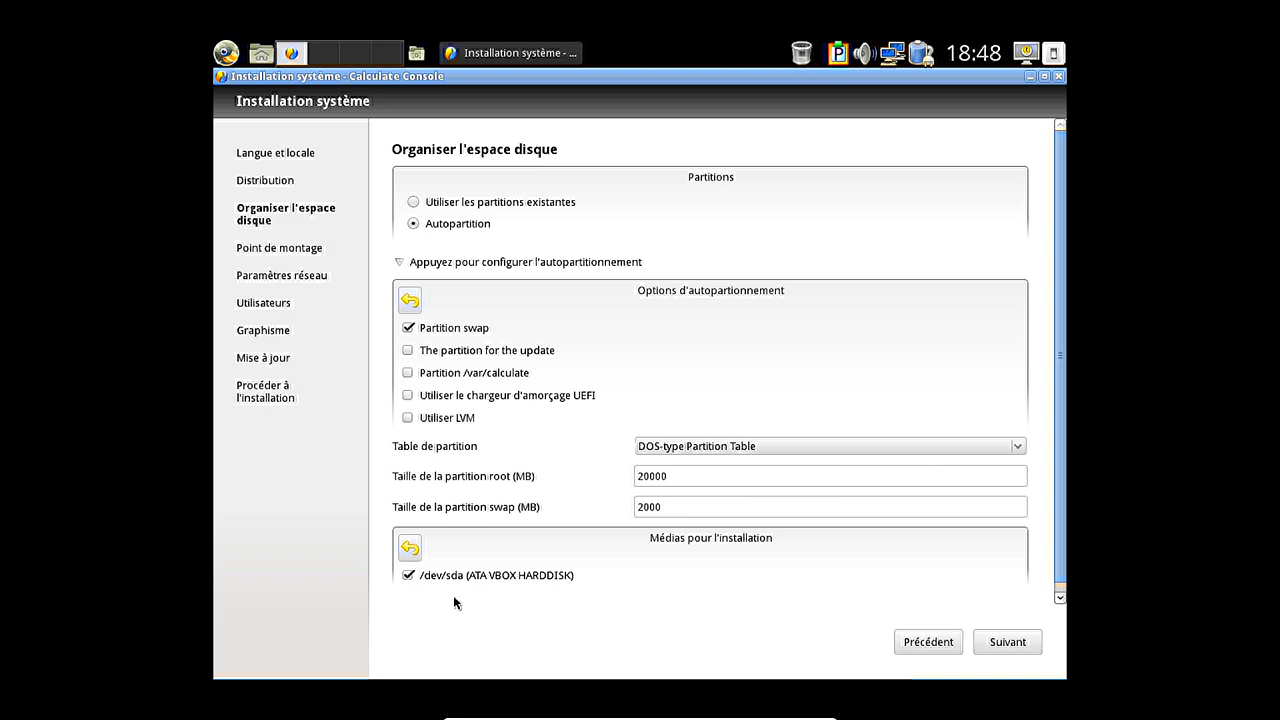 Installation système - ...
P
18:48
Installation système - Calculate Console
Installation système
Langue et locale
Distribution
Organiser l'espace
disque
Point de montage
Paramètres réseau
Utilisateurs
Graphisme
Mise à jour
Procéder à
l'installation
Organiser l'espace disque
Partitions
Utiliser les partitions existantes
Autopartition
Appuyez pour configurer l'autopartitionnement
Options d'autopartionnement
Partition swap
The partition for the update
Partition /var/calculate
Utiliser le chargeur d'amorçage UEFI
Utiliser LVM
Table de partition
DOS-type Partition Table
Taille de la partition root (MB)
20000
Taille de la partition swap (MB)
2000
Médias pour l'installation
/dev/sda (ATA VBOX HARDDISK)
Précédent
Suivant